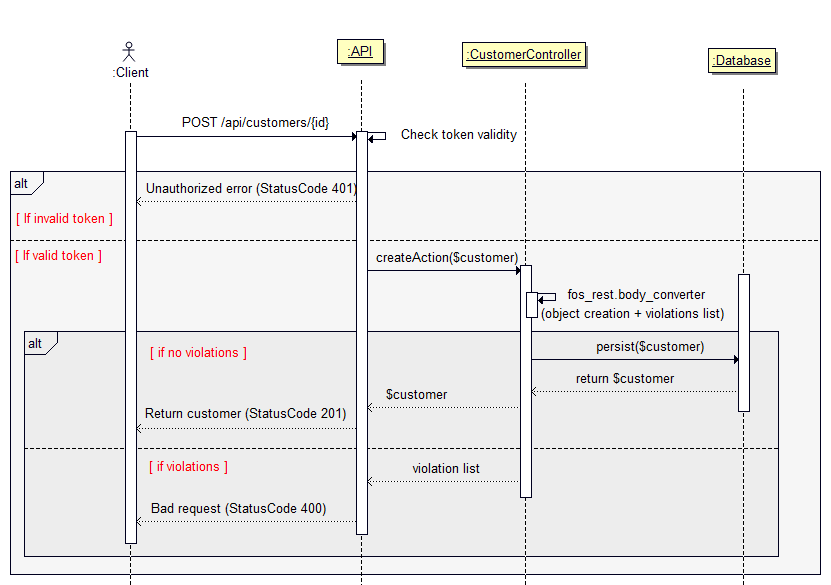 :Client
:API
:CustomerController
:Database
POST /api/customers/{id}
Check token validity
alt
Unauthorized error (StatusCode 401)
[ If invalid token ]
[ If valid token ]
createAction($customer)
fos_rest.body_converter
(object creation + violations list)
alt
[ if no violations ]
persist($customer)
return $customer
$customer
Return customer (StatusCode 201)
[ if violations ]
violation list
Bad request (StatusCode 400)